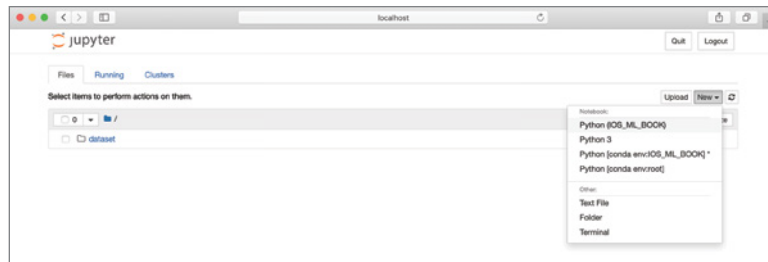 localhost
jupyter
Quit Logout
Files Running Clusters
Select items to perform actions on them.
Upload New
0 /
Notebook:
Python (IOS_ML_BOOK)
dataset
Python 3
Python [conda env:IOS_ML_BOOK] *
Python [conda env:root]
Other:
Text File
Folder
Terminal